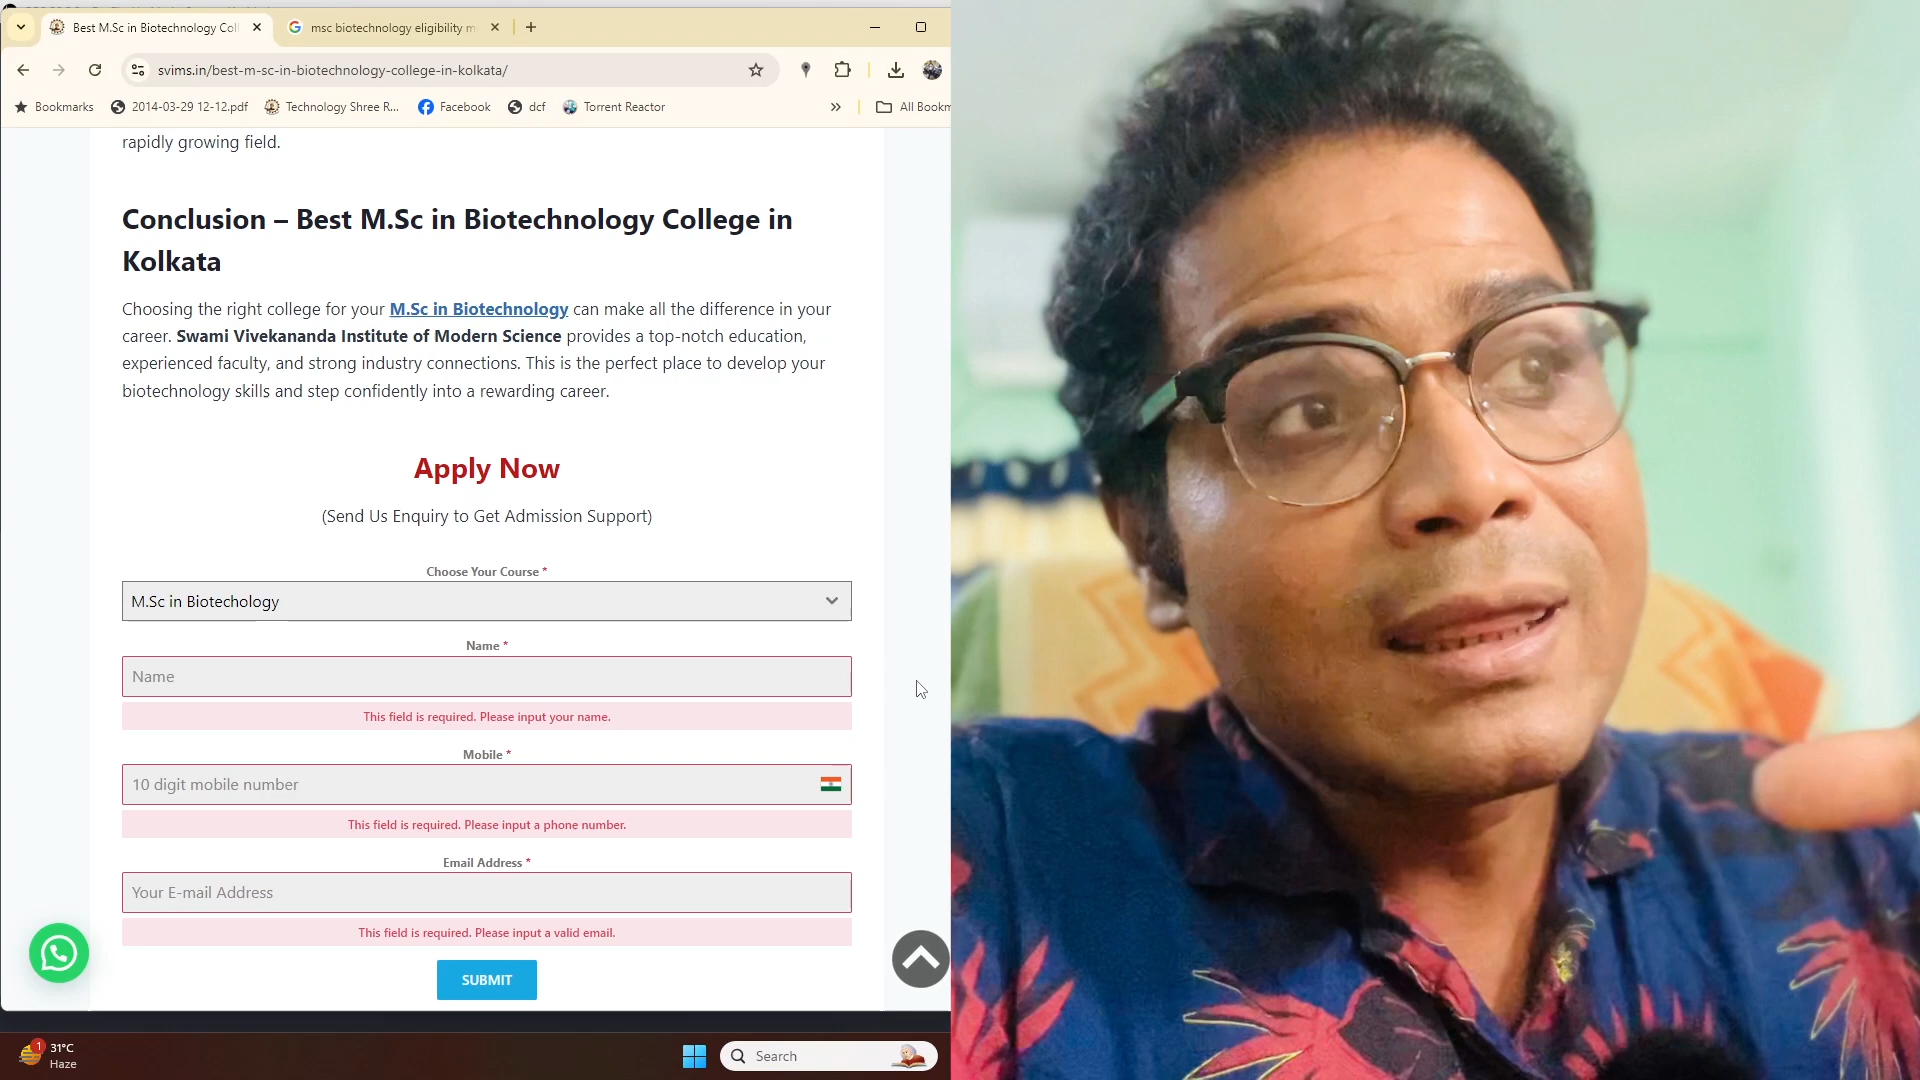 Best M.Sc in Biotechnology Coll
msc biotechnology eligibility m
svims.in/best-m-sc-in-biotechnology-college-in-kolkata/
Bookmarks
2014-03-29 12-12.pdf
Technology Shree R...
Facebook
dcf
Torrent Reactor
All Bookm
rapidly growing field.
Conclusion – Best M.Sc in Biotechnology College in
Kolkata
Choosing the right college for your M.Sc in Biotechnology can make all the difference in your
career. Swami Vivekananda Institute of Modern Science provides a top-notch education,
experienced faculty, and strong industry connections. This is the perfect place to develop your
biotechnology skills and step confidently into a rewarding career.
Apply Now
(Send Us Enquiry to Get Admission Support)
Choose Your Course *
M.Sc in Biotechology
Name *
Name
This field is required. Please input your name.
Mobile *
10 digit mobile number
This field is required. Please input a phone number.
Email Address *
Your E-mail Address
This field is required. Please input a valid email.
SUBMIT
1
31°C
Haze
Search